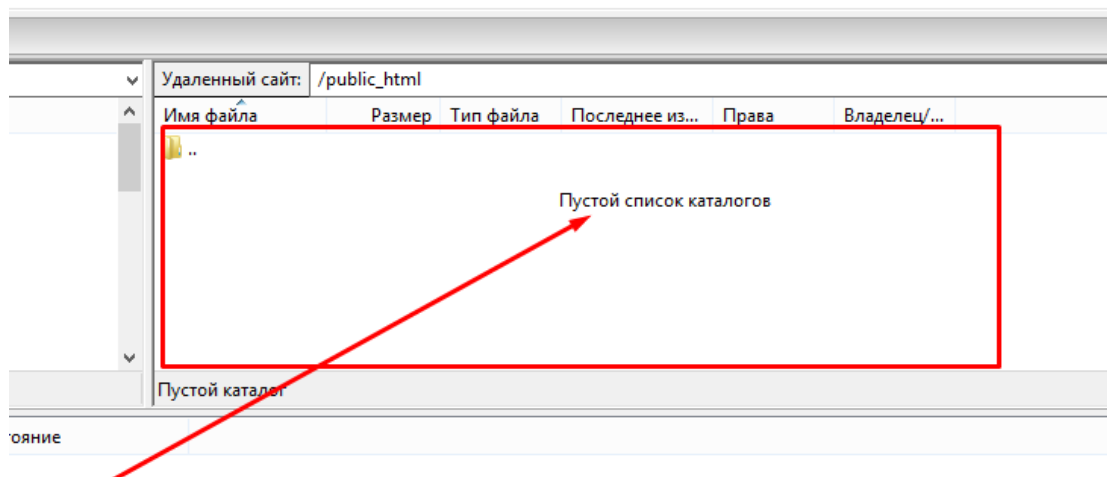 Удаленный сайт: /public_html
Имя файла Размер Тип файла Последнее из... Права Владелец/...
..
Пустой список каталогов
Пустой каталог
тояние